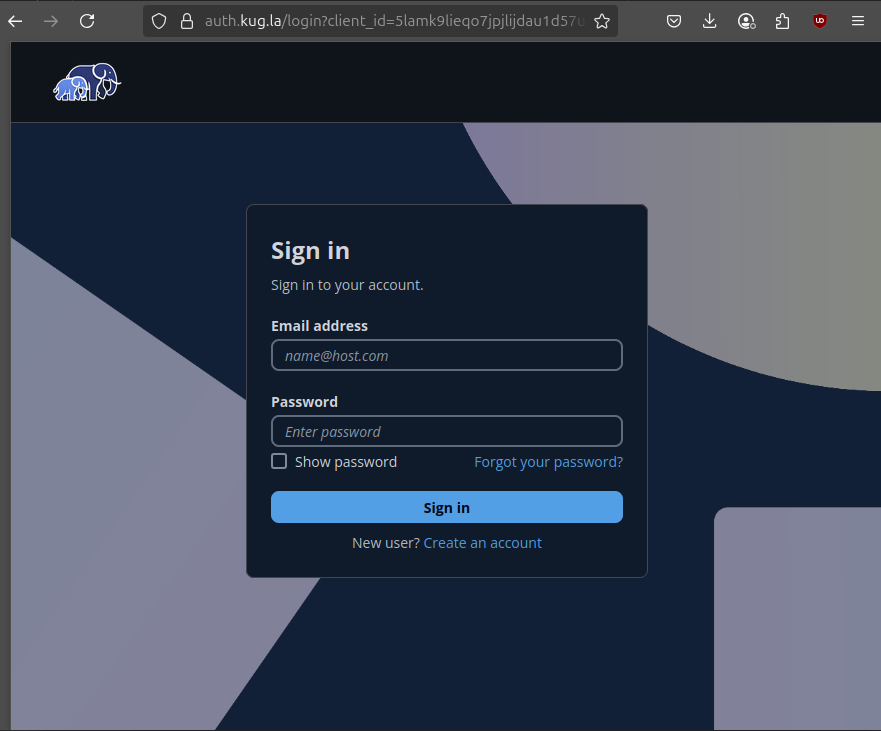 auth.kug.la/login?client_id=5lamk9lieqo7jpjlijdau1d57u
Sign in
Sign in to your account.
Email address
name@host.com
Password
Enter password
Show password
Forgot your password?
Sign in
New user? Create an account